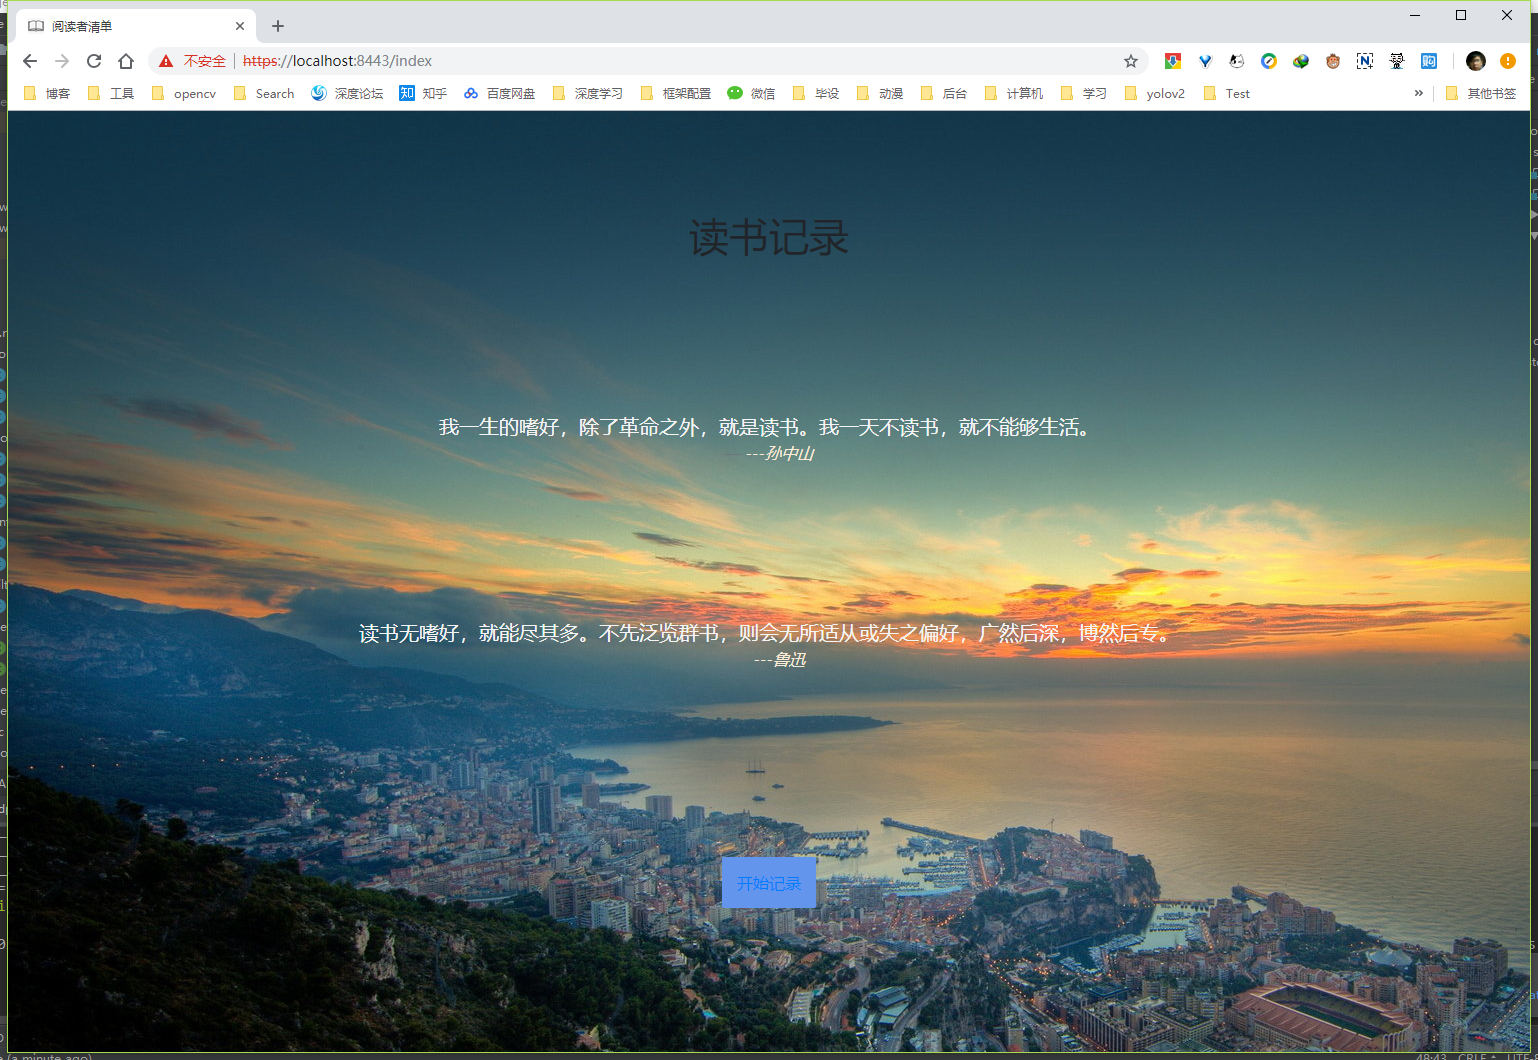 阅读者清单
不安全 https://localhost:8443/index
博客 工具 opencv Search 深度论坛 知 知乎 百度网盘 深度学习 框架配置 微信 毕设 动漫 后台 计算机 学习 yolov2 Test » 其他书签
读书记录
我一生的嗜好，除了革命之外，就是读书。我一天不读书，就不能够生活。
---孙中山
读书无嗜好，就能尽其多。不先泛览群书，则会无所适从或失之偏好，广然后深，博然后专。
---鲁迅
开始记录
(a minute ago)
48:43 CRLF